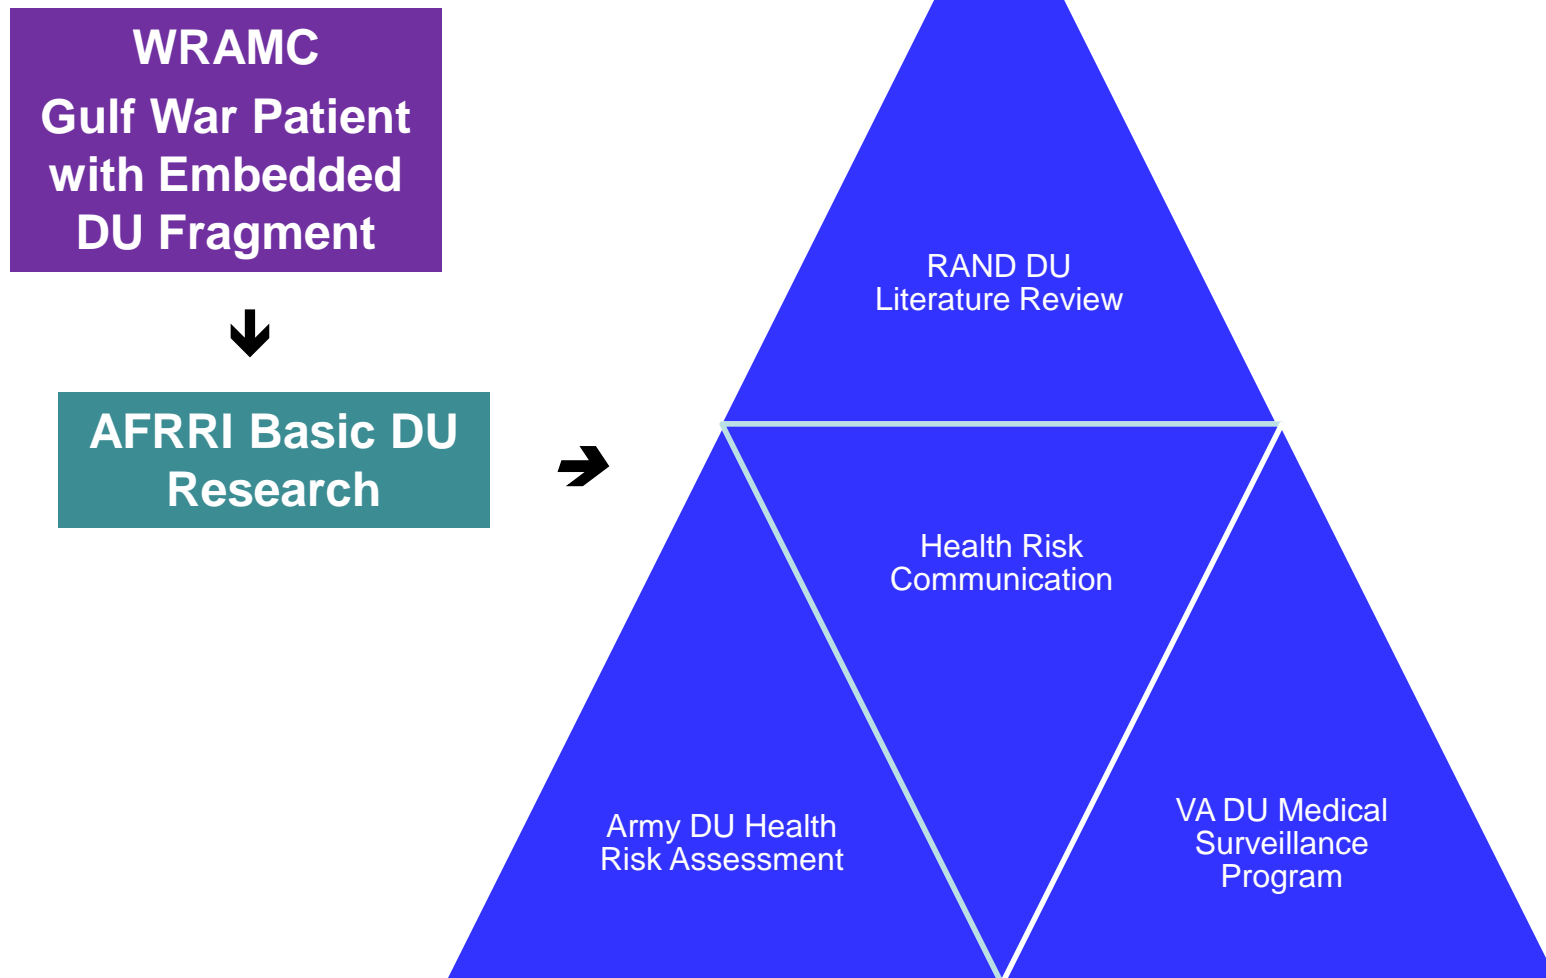 WRAMC
Gulf War Patient
with Embedded
DU Fragment
AFRRI Basic DU
Research
RAND DU
Literature Review
Health Risk
Communication
Army DU Health
Risk Assessment
VA DU Medical
Surveillance
Program